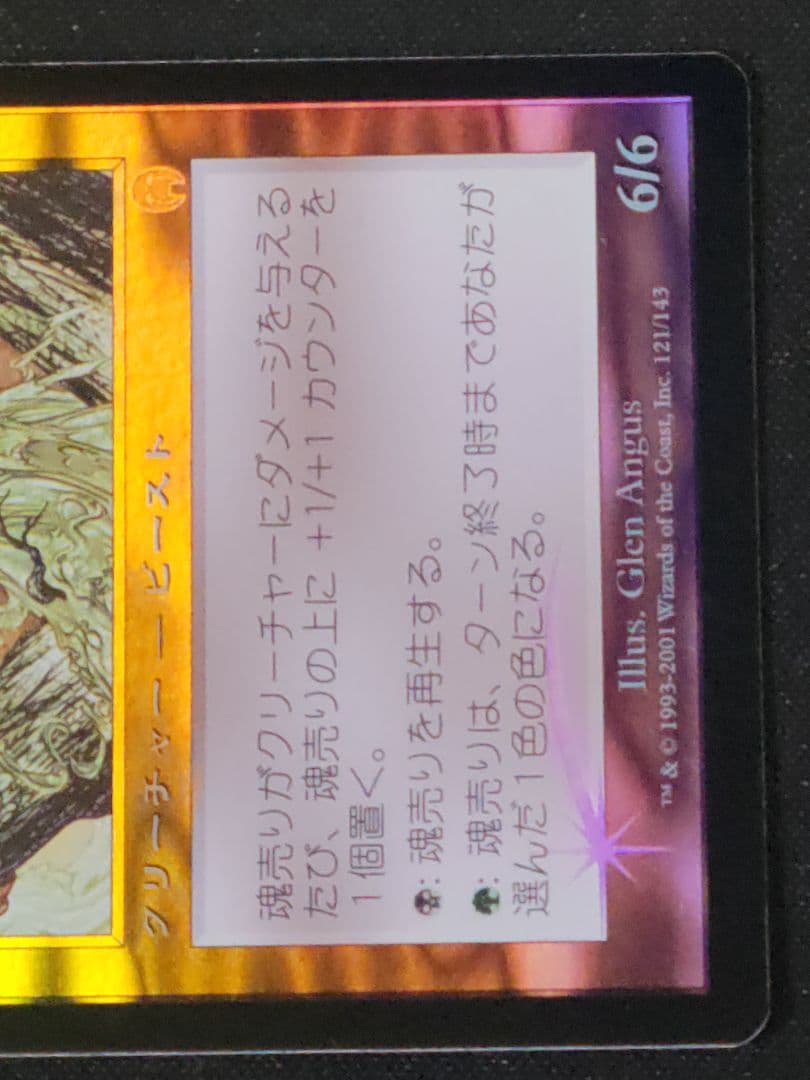 クリーチャー — ビースト
魂売りがクリーチャーにダメージを与える
たび、魂売りの上に +1/+1 カウンターを
1個置く。
: 魂売りを再生する。
: 魂売りは、ターン終了時まであなたが
選んだ1色の色になる。
6/6
Illus. Glen Angus
™ & © 1993-2001 Wizards of the Coast, Inc. 121/143